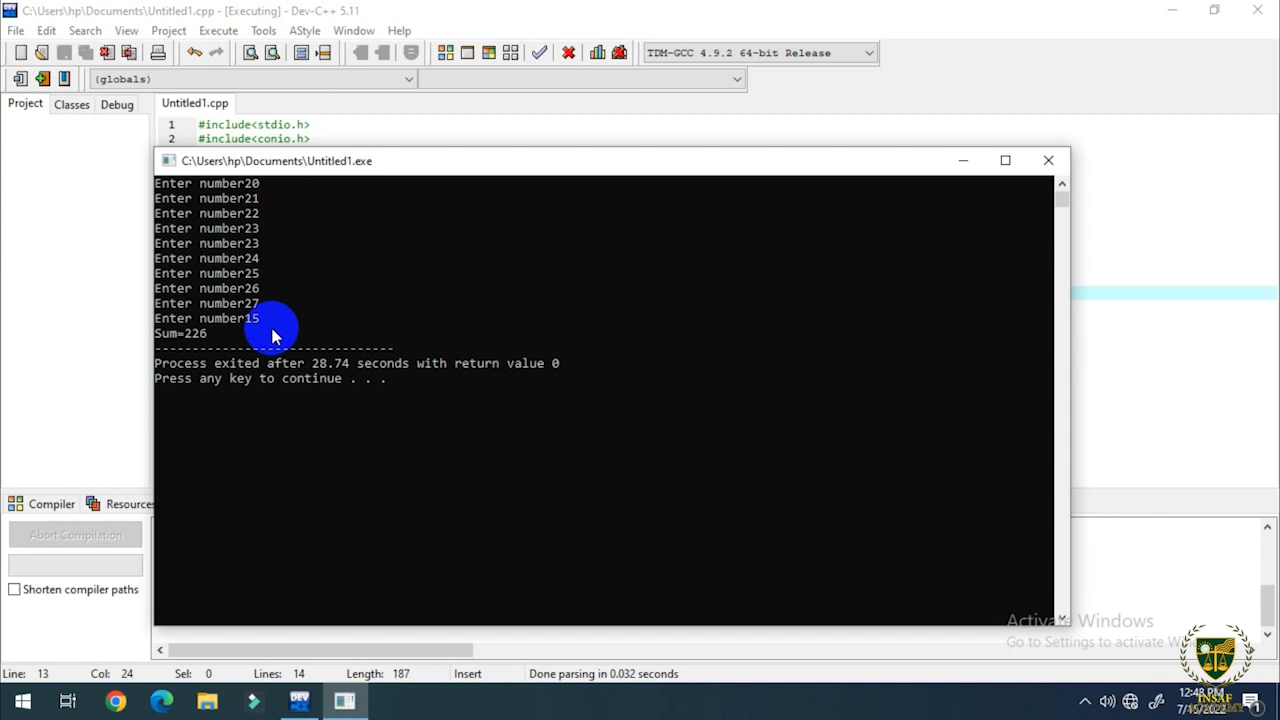 C:\Users\hp\Documents\Untitled1.cpp - [Executing] - Dev-C++ 5.11
File Edit Search View Project Execute Tools AStyle Window Help
TDM-GCC 4.9.2 64-bit Release
(globals)
Project Classes Debug Untitled1.cpp
1 #include<stdio.h>
2 #include<conio.h>
C:\Users\hp\Documents\Untitled1.exe
Enter number20
Enter number21
Enter number22
Enter number23
Enter number23
Enter number24
Enter number25
Enter number26
Enter number27
Enter number15
Sum=226
--------------------------------
Process exited after 28.74 seconds with return value 0
Press any key to continue . . .
Compiler Resources
Abort Compilation
Shorten compiler paths
Activate Windows
Go to Settings to activate W
Line: 13 Col: 24 Sel: 0 Lines: 14 Length: 187 Insert Done parsing in 0.032 seconds
DEV
12:48 PM
INSAF
7/15/2022